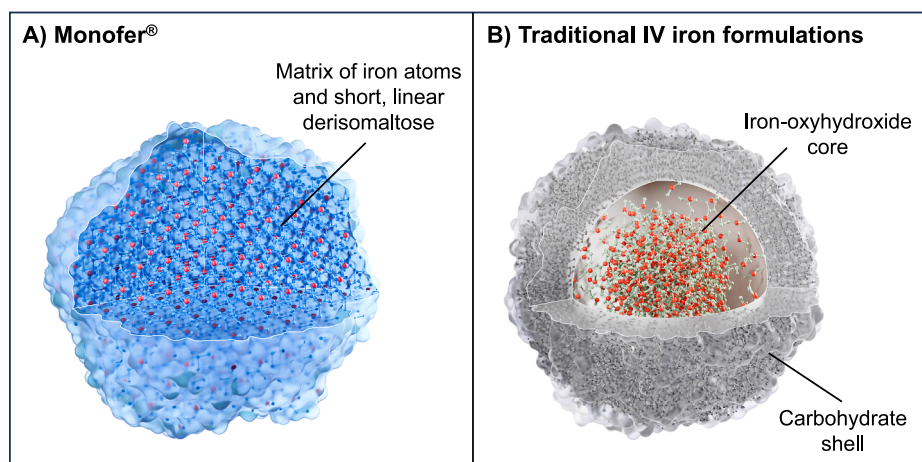 A) Monofer®
Matrix of iron atoms
and short, linear
derisomaltose
B) Traditional IV iron formulations
Iron-oxyhydroxide
core
Carbohydrate
shell